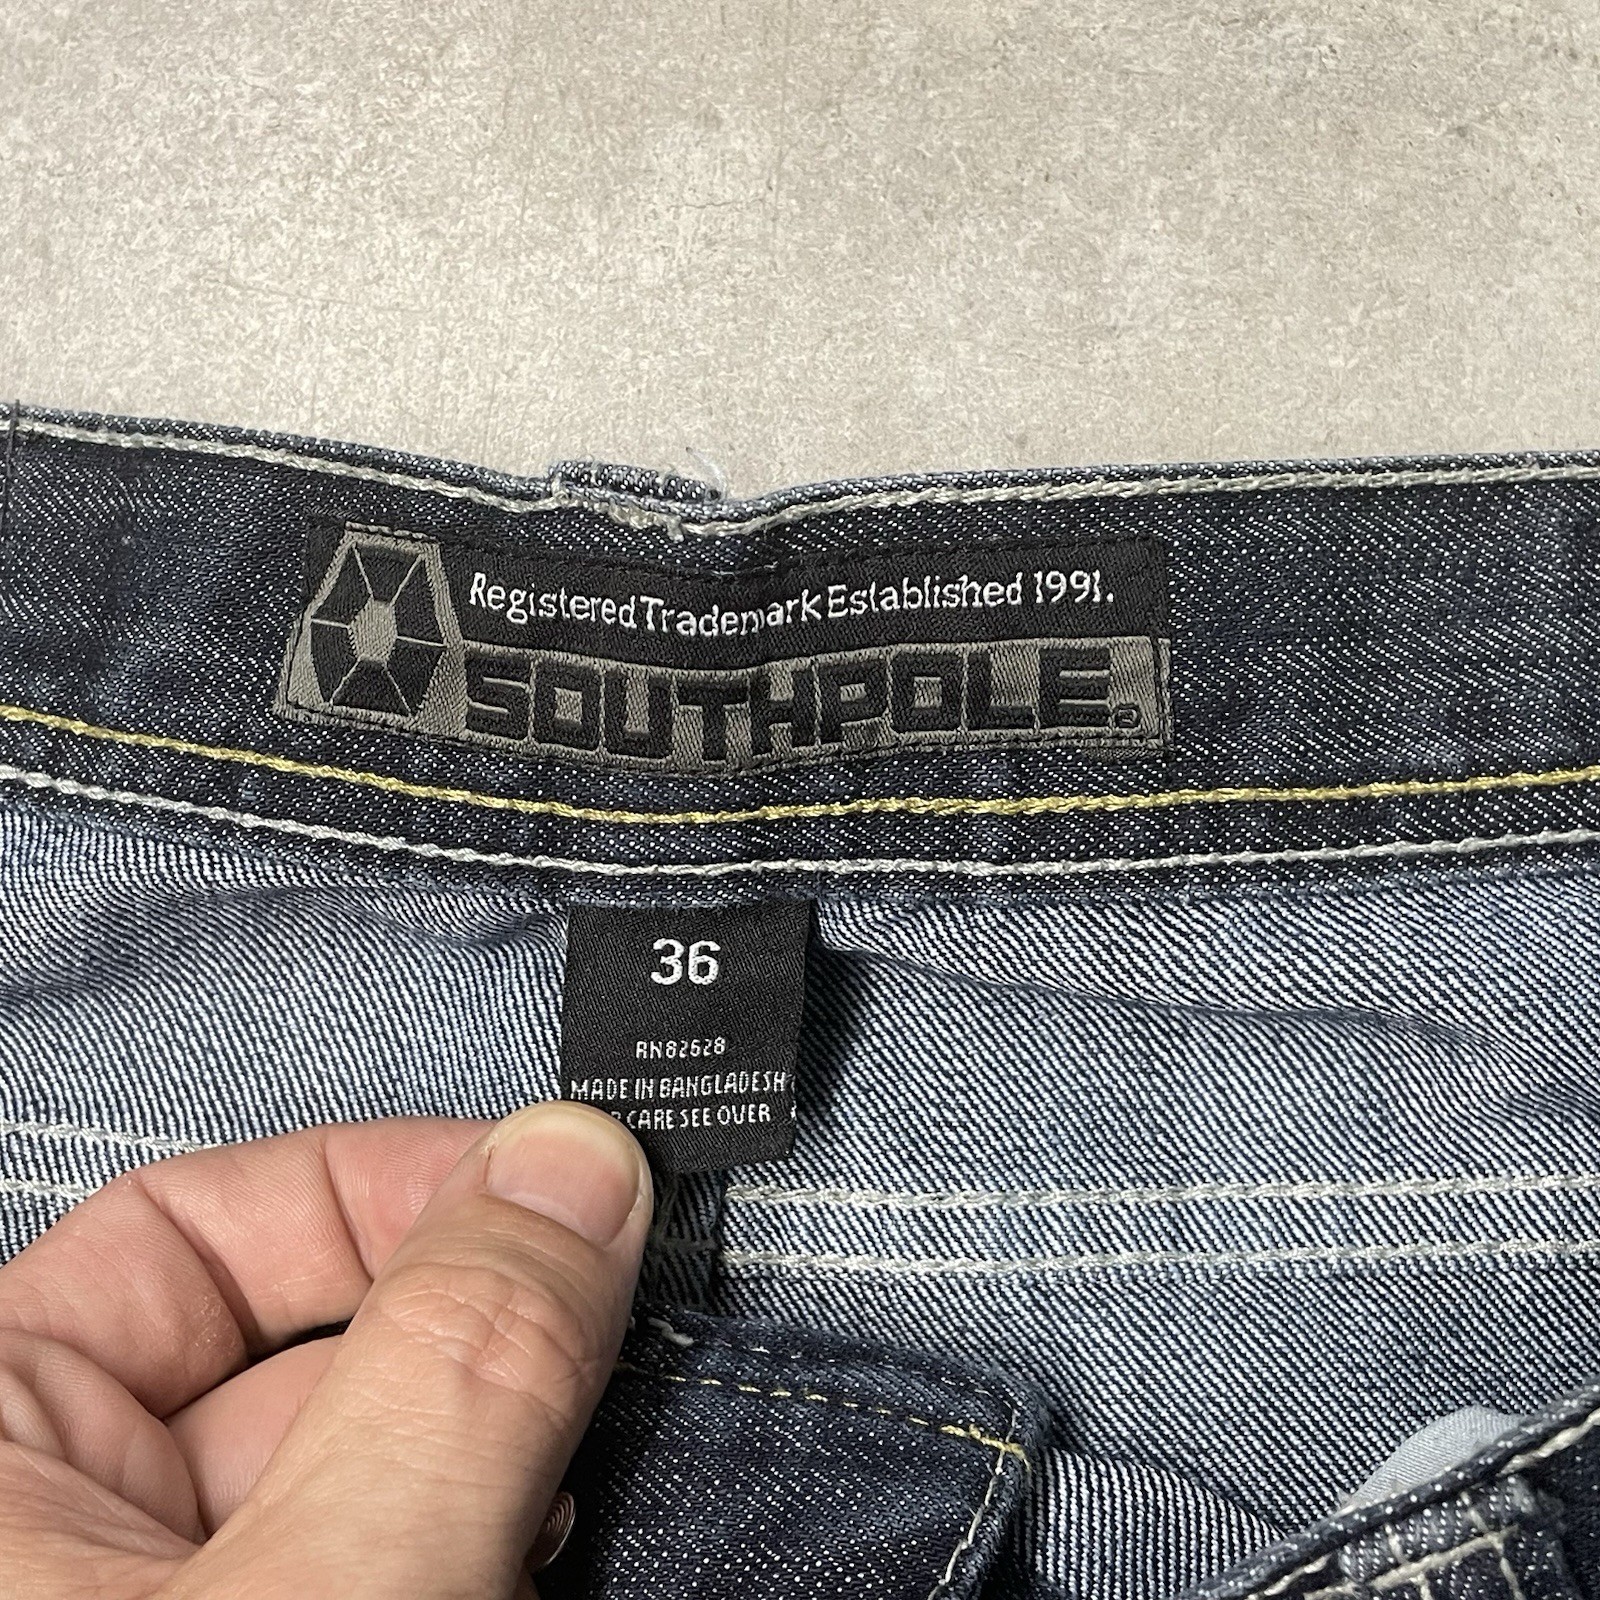 Registered Trademark Established 1991.
SOUTHPOLE®
36
RN82628
MADE IN BANGLADESH
CARE SEE OVER